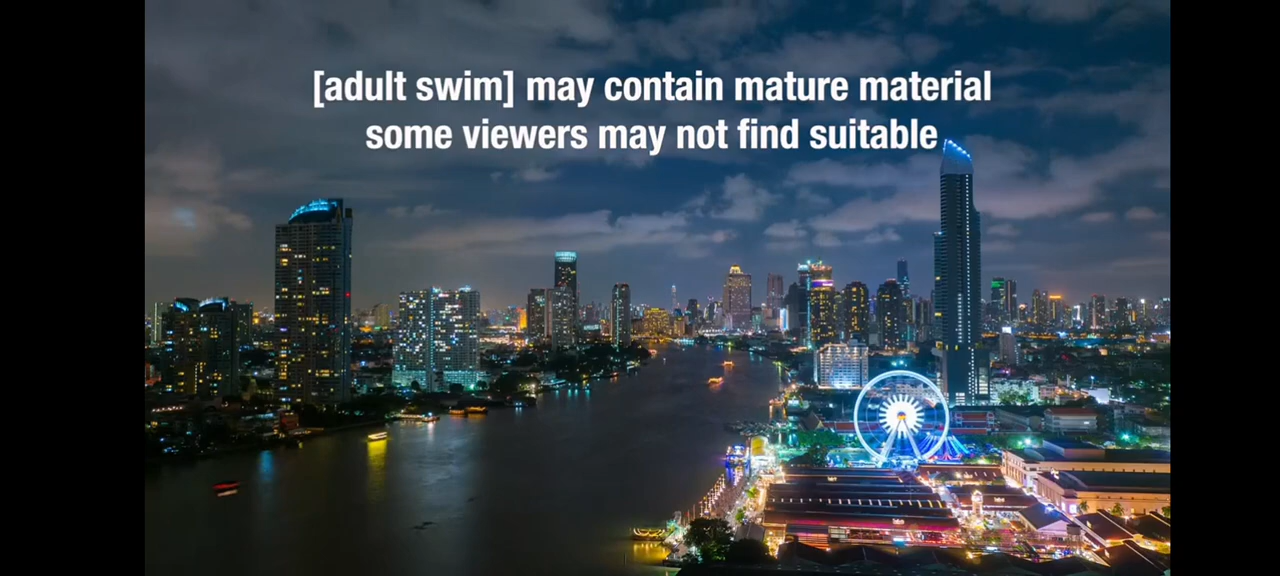 [adult swim] may contain mature material
some viewers may not find suitable